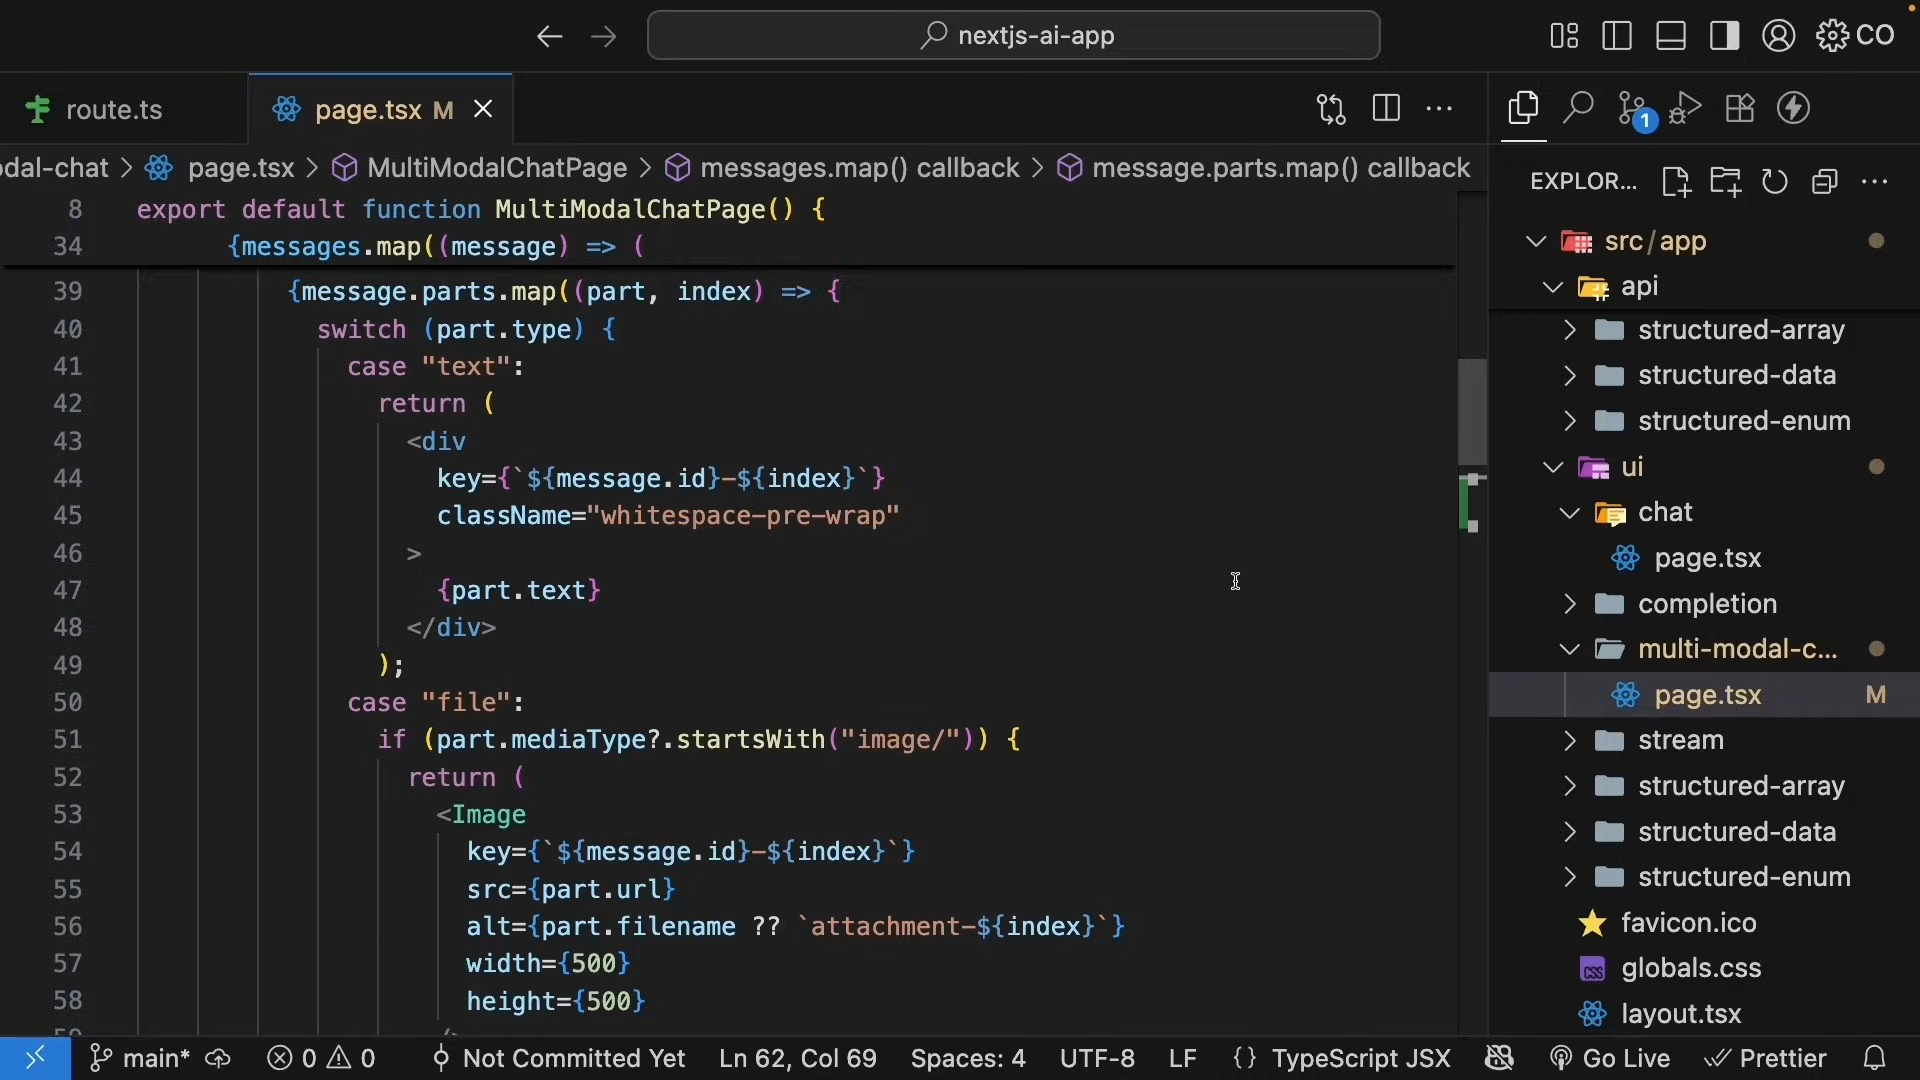 nextjs-ai-app
CO
route.ts
page.tsx M
1
odal-chat > page.tsx > MultiModalChatPage > messages.map() callback > message.parts.map() callback
EXPLOR...
8 export default function MultiModalChatPage() {
34 {messages.map((message) => (
39 {message.parts.map((part, index) => {
40 switch (part.type) {
41 case "text":
42 return (
43 <div
44 key={`${message.id}-${index}`}
45 className="whitespace-pre-wrap"
46 >
47 {part.text}
48 </div>
49 );
50 case "file":
51 if (part.mediaType?.startsWith("image/")) {
52 return (
53 <Image
54 key={`${message.id}-${index}`}
55 src={part.url}
56 alt={part.filename ?? `attachment-${index}`}
57 width={500}
58 height={500}
src/app
api
structured-array
structured-data
structured-enum
ui
chat
page.tsx
completion
multi-modal-c...
page.tsx M
stream
structured-array
structured-data
structured-enum
favicon.ico
globals.css
layout.tsx
main* 0 0 Not Committed Yet Ln 62, Col 69 Spaces: 4 UTF-8 LF {} TypeScript JSX Go Live Prettier